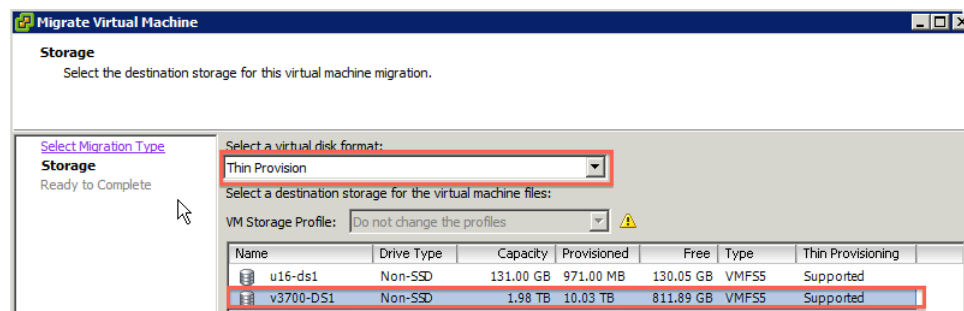 Migrate Virtual Machine
Storage
Select the destination storage for this virtual machine migration.
Select Migration Type
Storage
Ready to Complete
Select a virtual disk format:
Thin Provision
Select a destination storage for the virtual machine files:
VM Storage Profile: Do not change the profiles
Name Drive Type Capacity Provisioned Free Type Thin Provisioning
u16-ds1 Non-SSD 131.00 GB 971.00 MB 130.05 GB VMFS5 Supported
v3700-DS1 Non-SSD 1.98 TB 10.03 TB 811.89 GB VMFS5 Supported